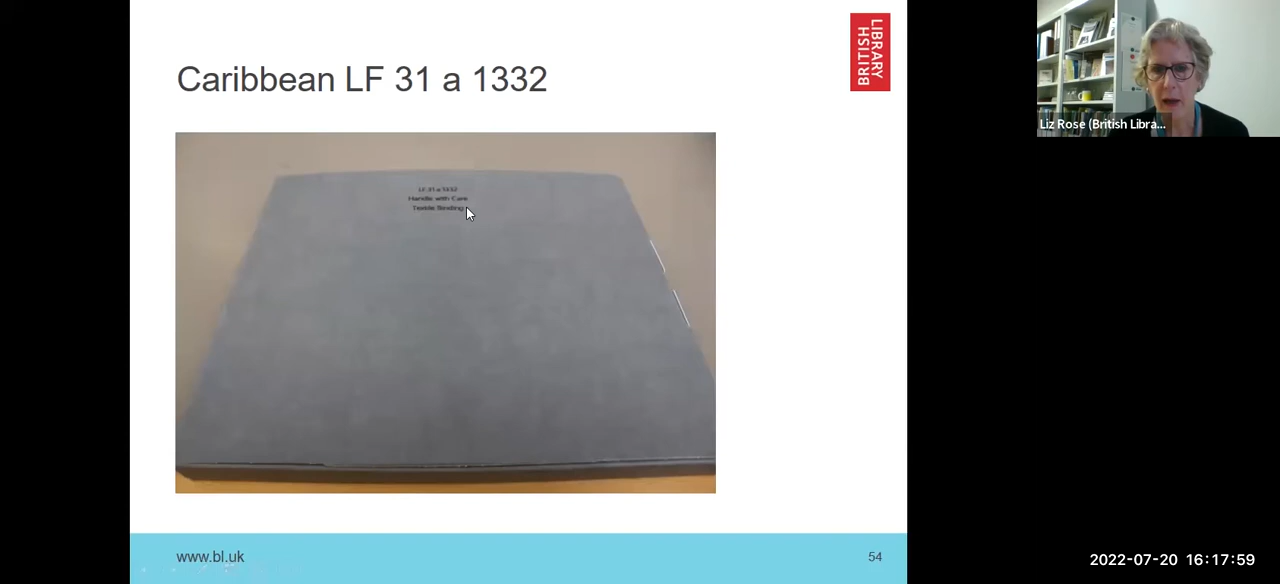 Caribbean LF 31 a 1332
BRITISH
LIBRARY
Liz Rose (British Libra...
LF 31 a 1332
Handle with Care
Textile Binding
www.bl.uk
54
2022-07-20 16:17:59